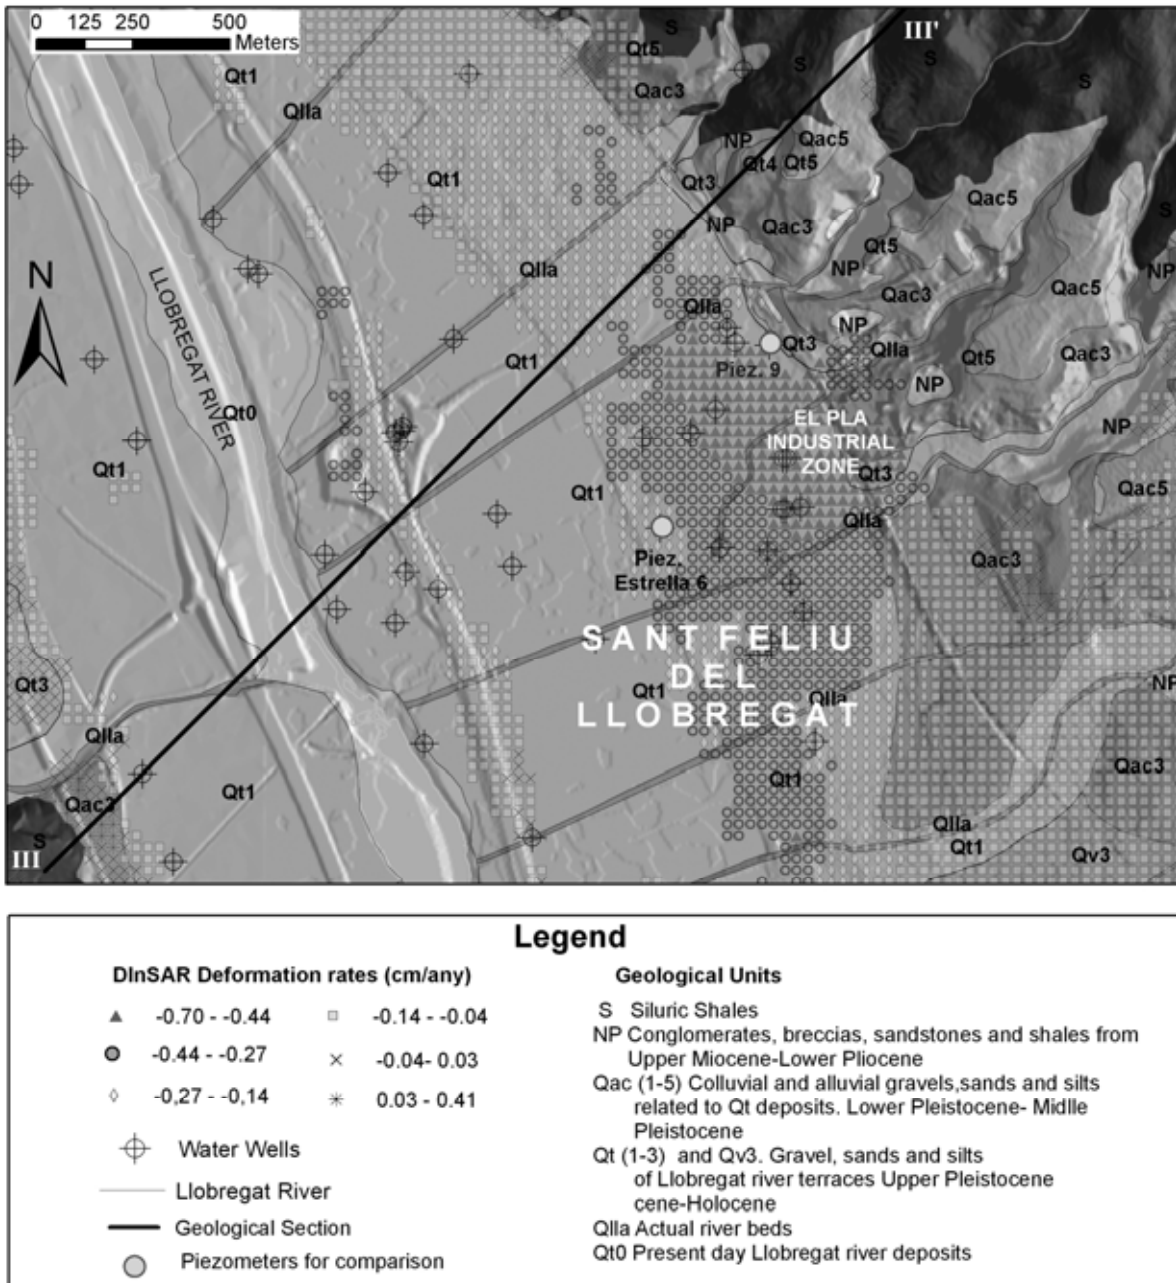 0 125 250 500
Meters
III'
S
Qt5
S
S
S
Qt1
Qac3
Qlla
NP
Qac5
Qt4
Qt5
Qt1
Qt3
Qac5
S
NP
Qac3
Qt5
Qlla
NP
NP
N
LLOBREGAT RIVER
Qac5
Qac3
Qlla
NP
Qt3
Qlla
Qt5
Qac3
Qt1
Piez. 9
NP
Qt0
EL PLA
INDUSTRIAL
ZONE
NP
Qt1
Qt3
Qt1
Qac5
Qlla
Piez.
Estrella 6
Qac3
SANT FELIU
DEL
LLOBREGAT
Qt3
Qt1
Qlla
NP
Qlla
Qac3
Qt1
Qt1
Qac3
S
Qlla
III
Qt1
Qv3
Legend
DInSAR Deformation rates (cm/any)
-0.70 - -0.44
-0.14 - -0.04
-0.44 - -0.27
-0.04- 0.03
-0,27 - -0,14
0.03 - 0.41
Water Wells
Llobregat River
Geological Section
Piezometers for comparison
Geological Units
S Siluric Shales
NP Conglomerates, breccias, sandstones and shales from
Upper Miocene-Lower Pliocene
Qac (1-5) Colluvial and alluvial gravels,sands and silts
related to Qt deposits. Lower Pleistocene- Midlle
Pleistocene
Qt (1-3) and Qv3. Gravel, sands and silts
of Llobregat river terraces Upper Pleistocene
cene-Holocene
Qlla Actual river beds
Qt0 Present day Llobregat river deposits